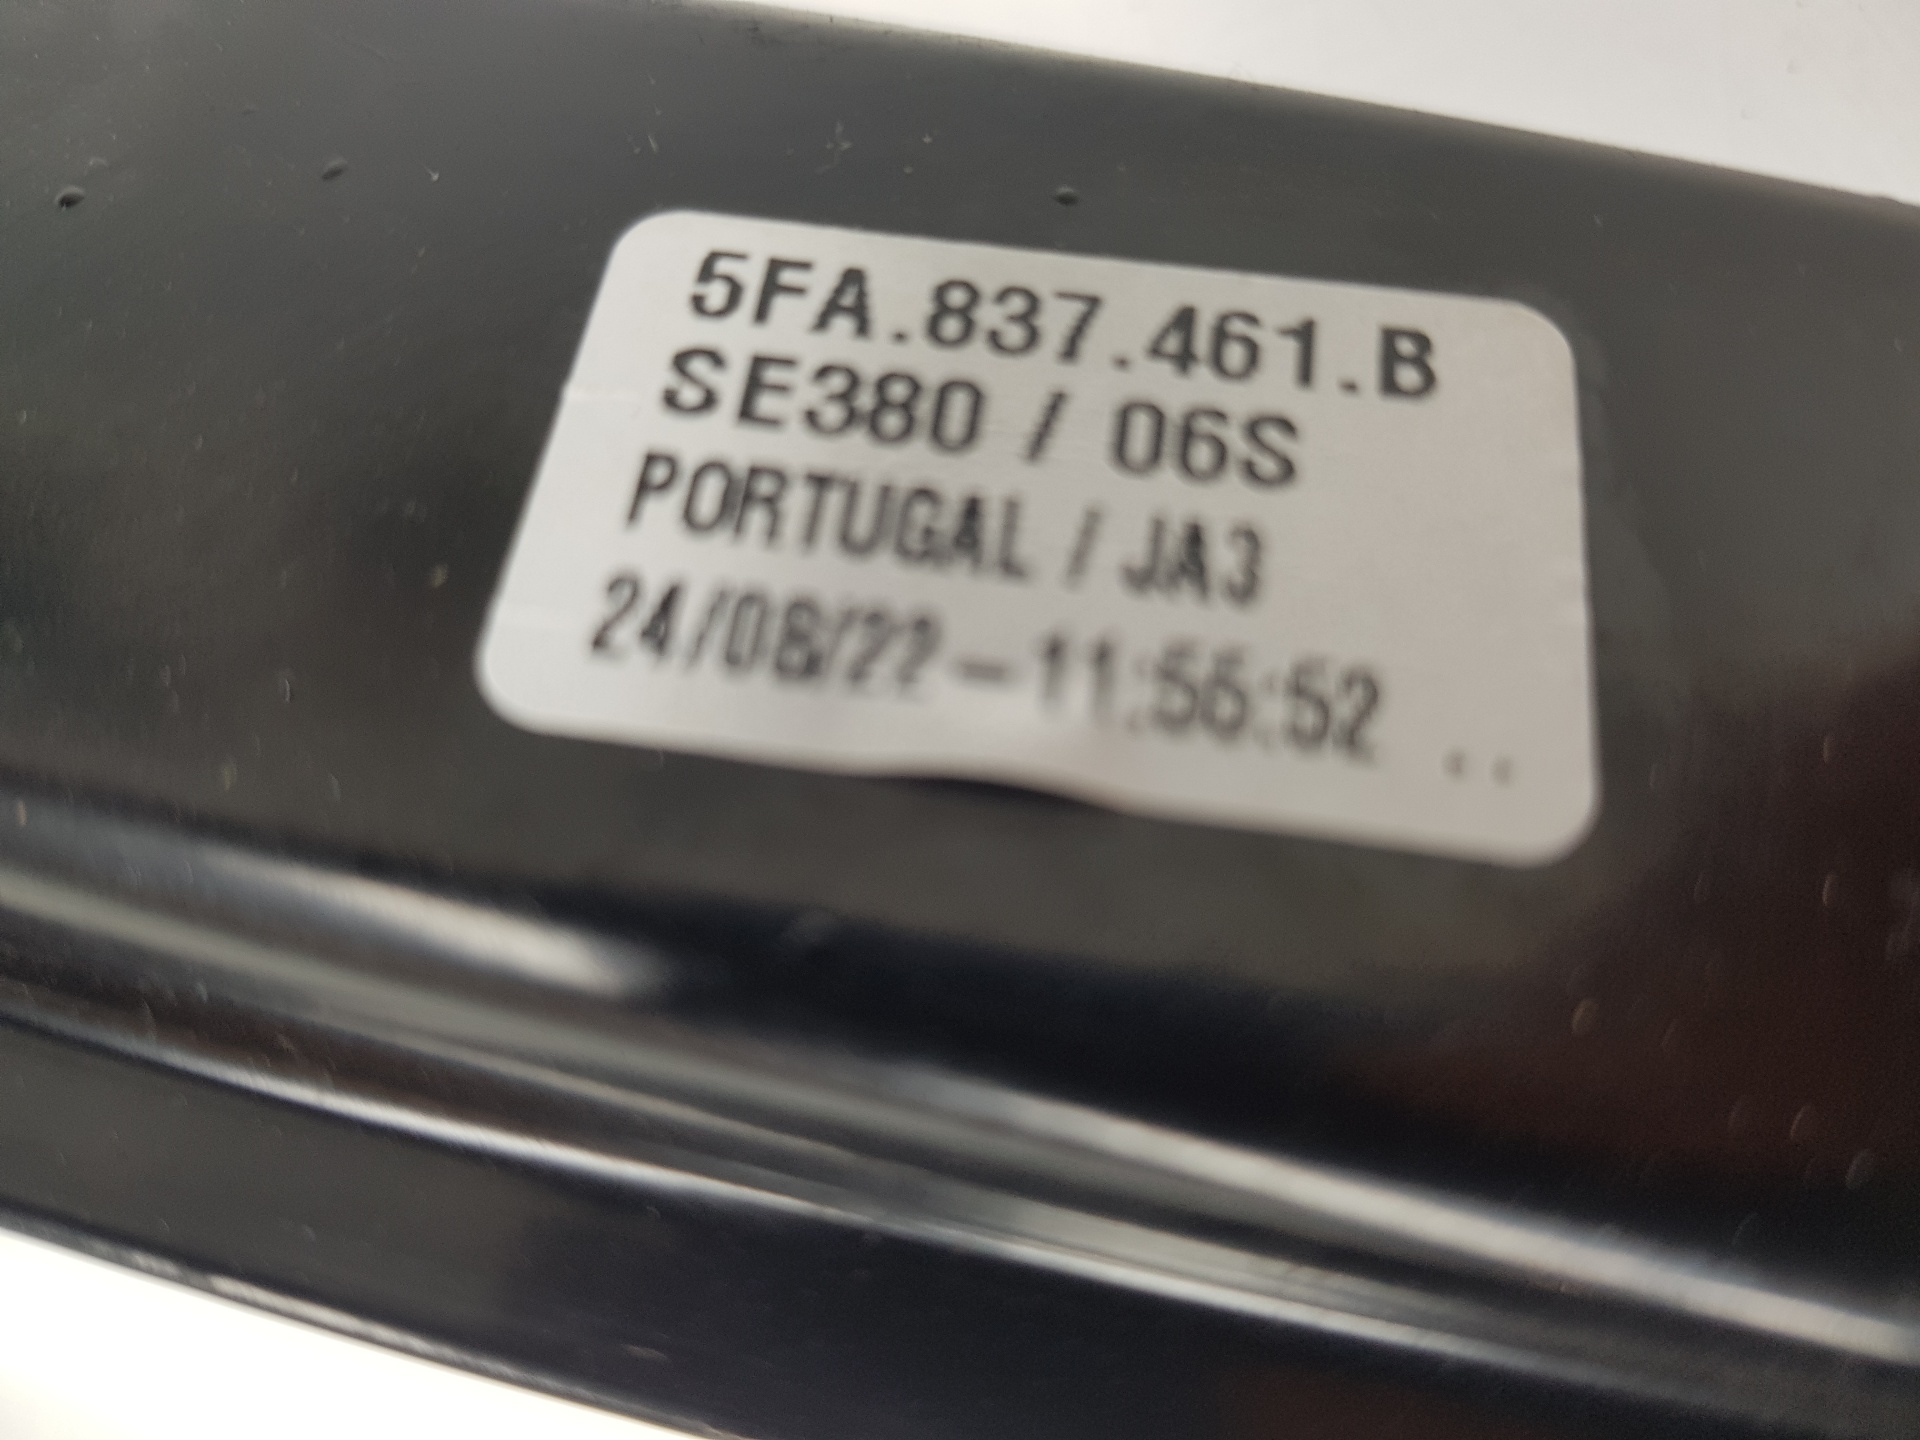 5FA.837.461.B
SE380 / 06S
PORTUGAL / JA3